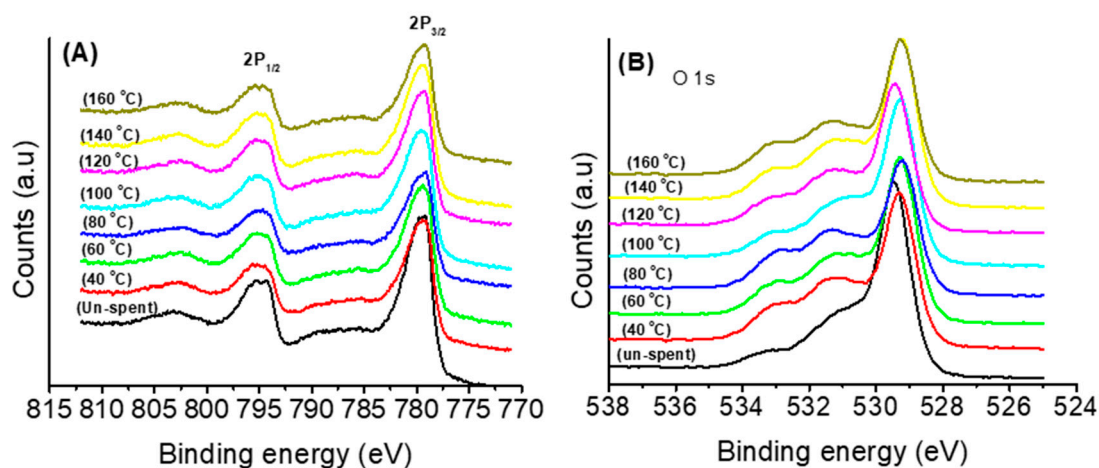 (A)
2P1/2
2P3/2
(160 °C)
(140 °C)
(120 °C)
(100 °C)
(80 °C)
(60 °C)
(40 °C)
(Un-spent)
Counts (a.u)
815 810 805 800 795 790 785 780 775 770
Binding energy (eV)
(B)
O 1s
(160 °C)
(140 °C)
(120 °C)
(100 °C)
(80 °C)
(60 °C)
(40 °C)
(un-spent)
Counts (a.u)
538 536 534 532 530 528 526 524
Binding energy (eV)